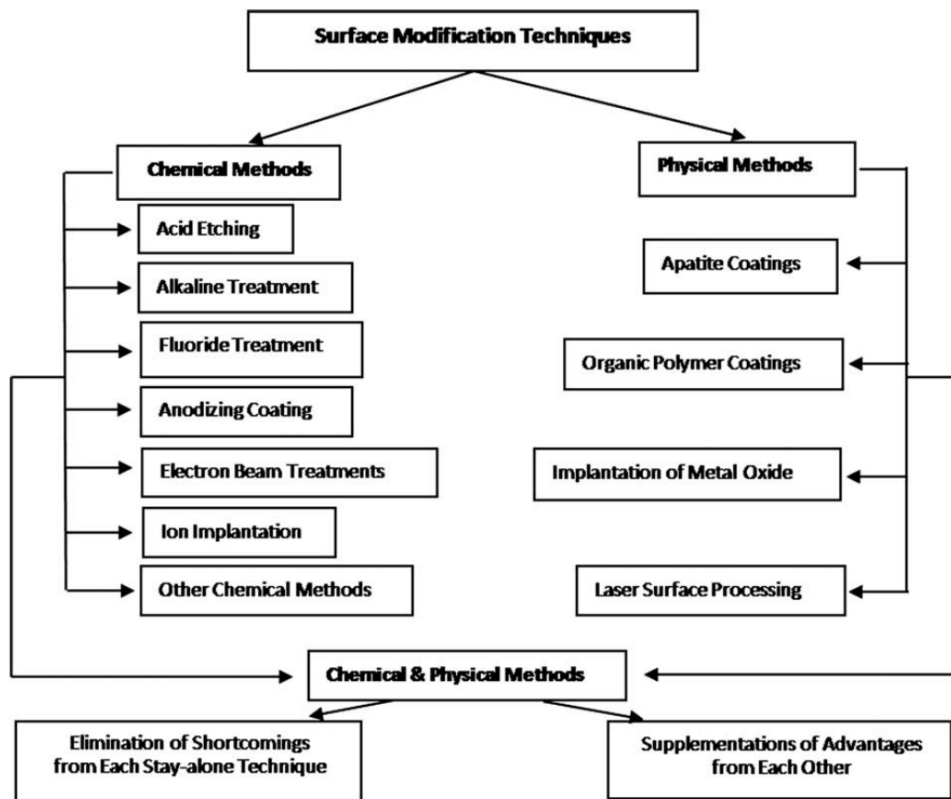 Surface Modification Techniques
Chemical Methods
Physical Methods
Acid Etching
Alkaline Treatment
Fluoride Treatment
Anodizing Coating
Electron Beam Treatments
Ion Implantation
Other Chemical Methods
Apatite Coatings
Organic Polymer Coatings
Implantation of Metal Oxide
Laser Surface Processing
Chemical & Physical Methods
Elimination of Shortcomings
from Each Stay-alone Technique
Supplementations of Advantages
from Each Other